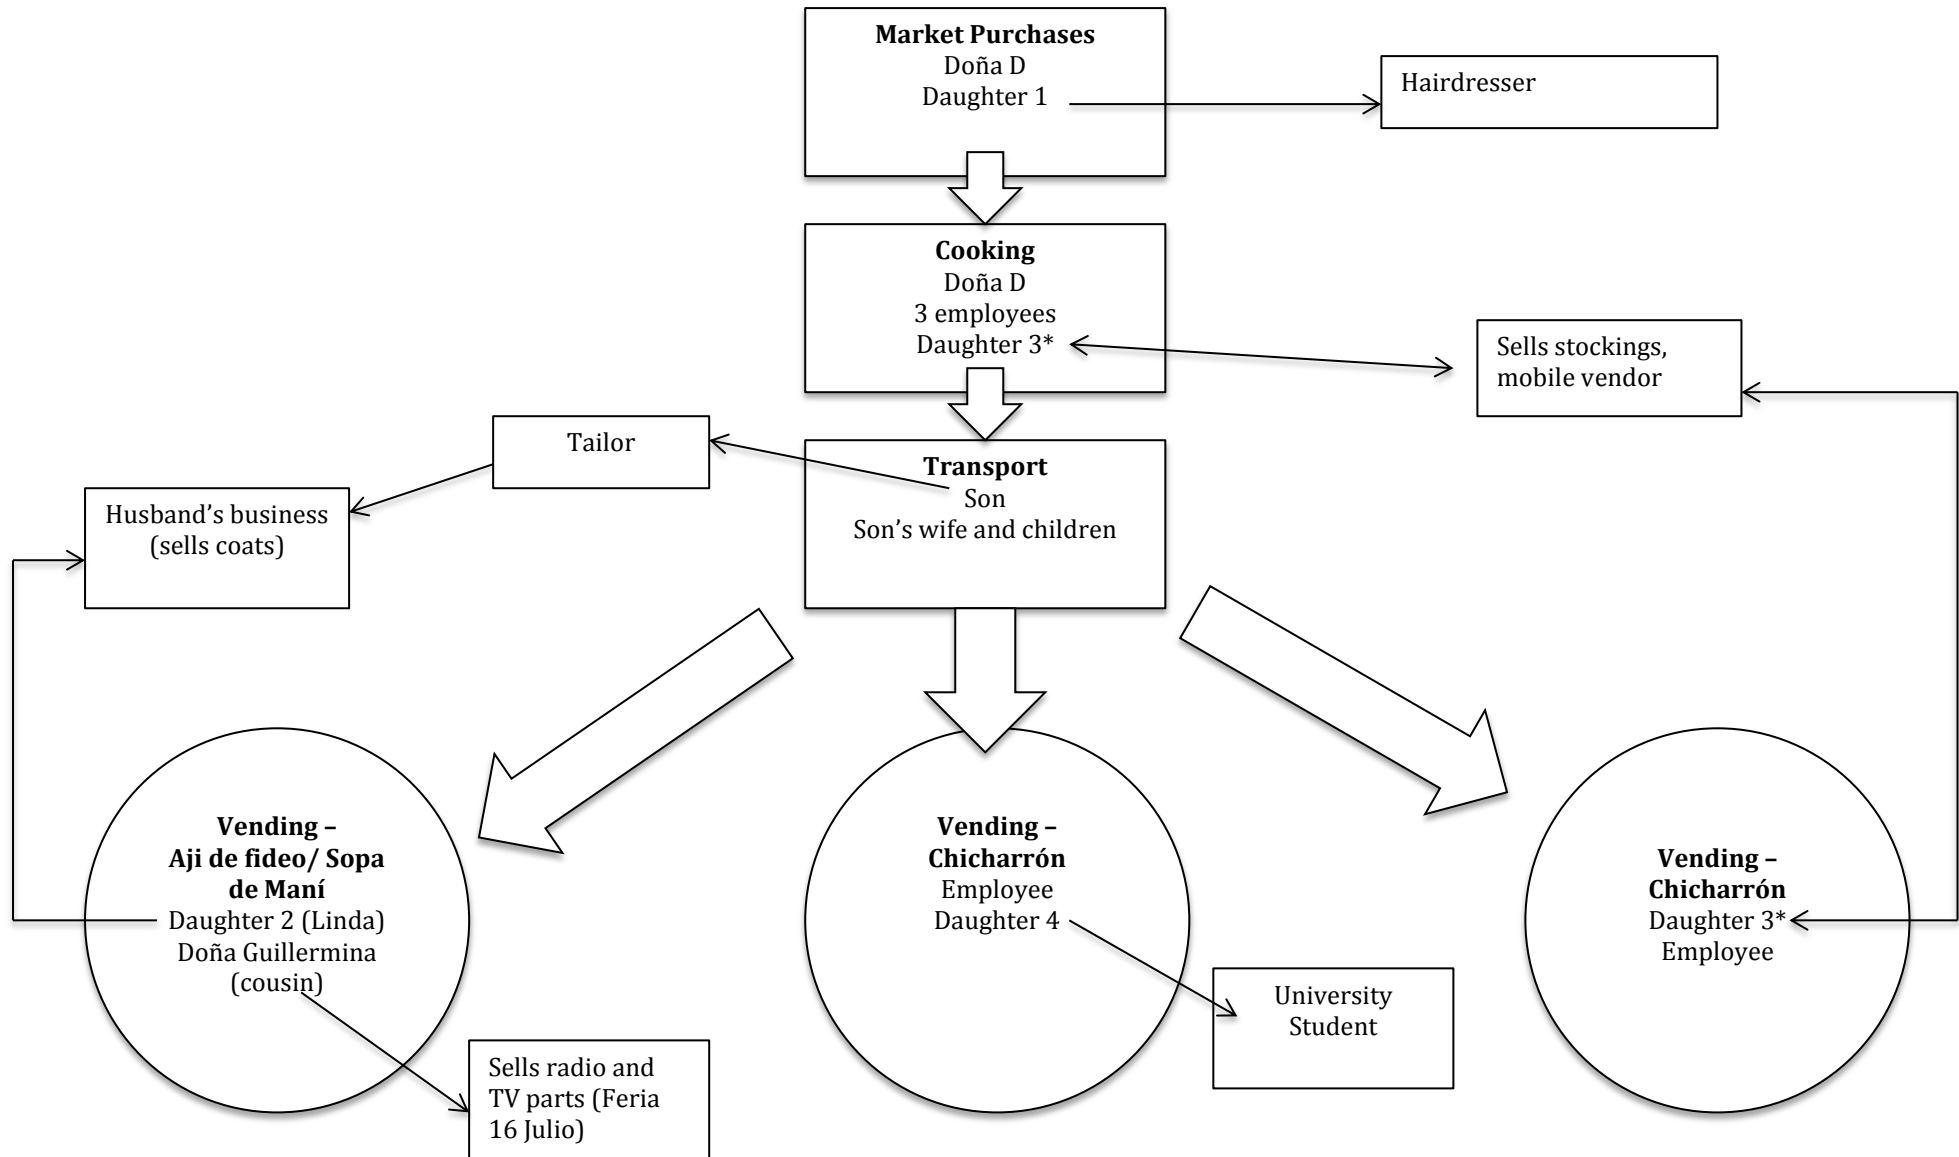 Market Purchases
Doña D
Daughter 1
Hairdresser
Cooking
Doña D
3 employees
Daughter 3*
Sells stockings,
mobile vendor
Tailor
Transport
Son
Son’s wife and children
Husband’s business
(sells coats)
Vending –
Aji de fideo/ Sopa
de Maní
Daughter 2 (Linda)
Doña Guillermina
(cousin)
Vending –
Chicharrón
Employee
Daughter 4
Vending –
Chicharrón
Daughter 3*
Employee
University
Student
Sells radio and
TV parts (Feria
16 Julio)